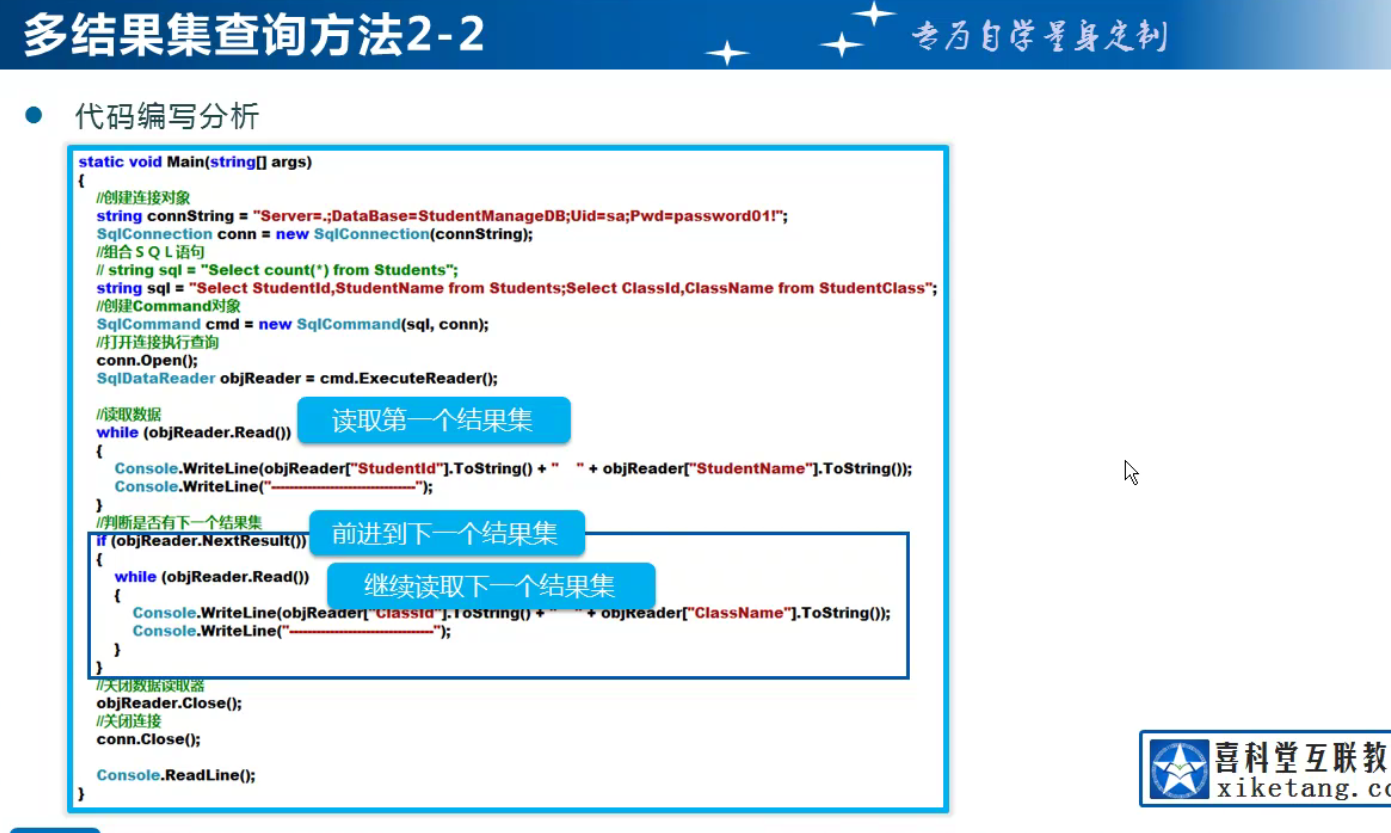 多结果集查询方法2-2
专为自学量身定制
代码编写分析
static void Main(string[] args)
{
//创建连接对象
string connString = "Server=.;DataBase=StudentManageDB;Uid=sa;Pwd=password01!";
SqlConnection conn = new SqlConnection(connString);
//组合ＳＱＬ语句
// string sql = "Select count(*) from Students";
string sql = "Select StudentId,StudentName from Students;Select ClassId,ClassName from StudentClass";
//创建Command对象
SqlCommand cmd = new SqlCommand(sql, conn);
//打开连接执行查询
conn.Open();
SqlDataReader objReader = cmd.ExecuteReader();
//读取数据
读取第一个结果集
while (objReader.Read())
{
Console.WriteLine(objReader["StudentId"].ToString() + "    " + objReader["StudentName"].ToString());
Console.WriteLine("--------------------------------");
}
//判断是否有下一个结果集
前进到下一个结果集
if (objReader.NextResult())
{
while (objReader.Read())
继续读取下一个结果集
{
Console.WriteLine(objReader["ClassId"].ToString() + "    " + objReader["ClassName"].ToString());
Console.WriteLine("--------------------------------");
}
}
//关闭数据读取器
objReader.Close();
//关闭连接
conn.Close();
Console.ReadLine();
}
喜科堂互联教
xiketang.co